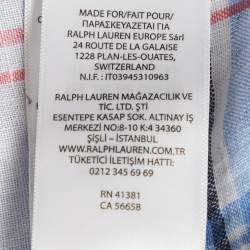 MADE FOR/FAIT POUR/
ΠΑΡΑΣΚΕΥΑΖΕΤΑΙ ΓΙΑ
RALPH LAUREN EUROPE Sárl
24 ROUTE DE LA GALAISE
1228 PLAN-LES-OUATES,
SWITZERLAND
N.I.F.: IT03945310963
RALPH LAUREN MAĞAZACILIK VE
TİC. LTD. ŞTİ
ESENTEPE KASAP SOK. ALTINAY İŞ
MERKEZİ NO:8-10 K:4 34360
ŞİŞLİ - İSTANBUL
WWW.RALPHLAUREN.COM
TÜKETİCİ İLETİŞİM HATTI:
0212 345 69 69
RN 41381
CA 56658